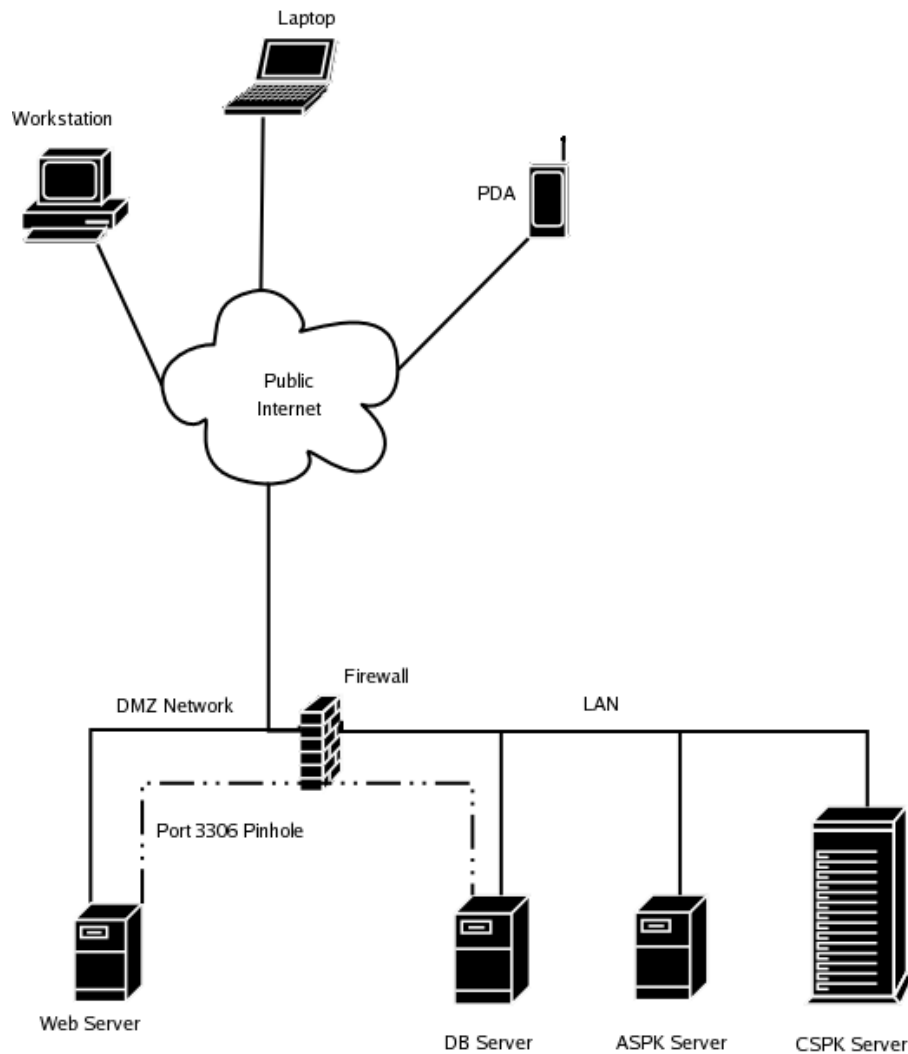 Laptop
Workstation
PDA
Public
Internet
Firewall
DMZ Network
LAN
Port 3306 Pinhole
Web Server
DB Server
ASPK Server
CSPK Server